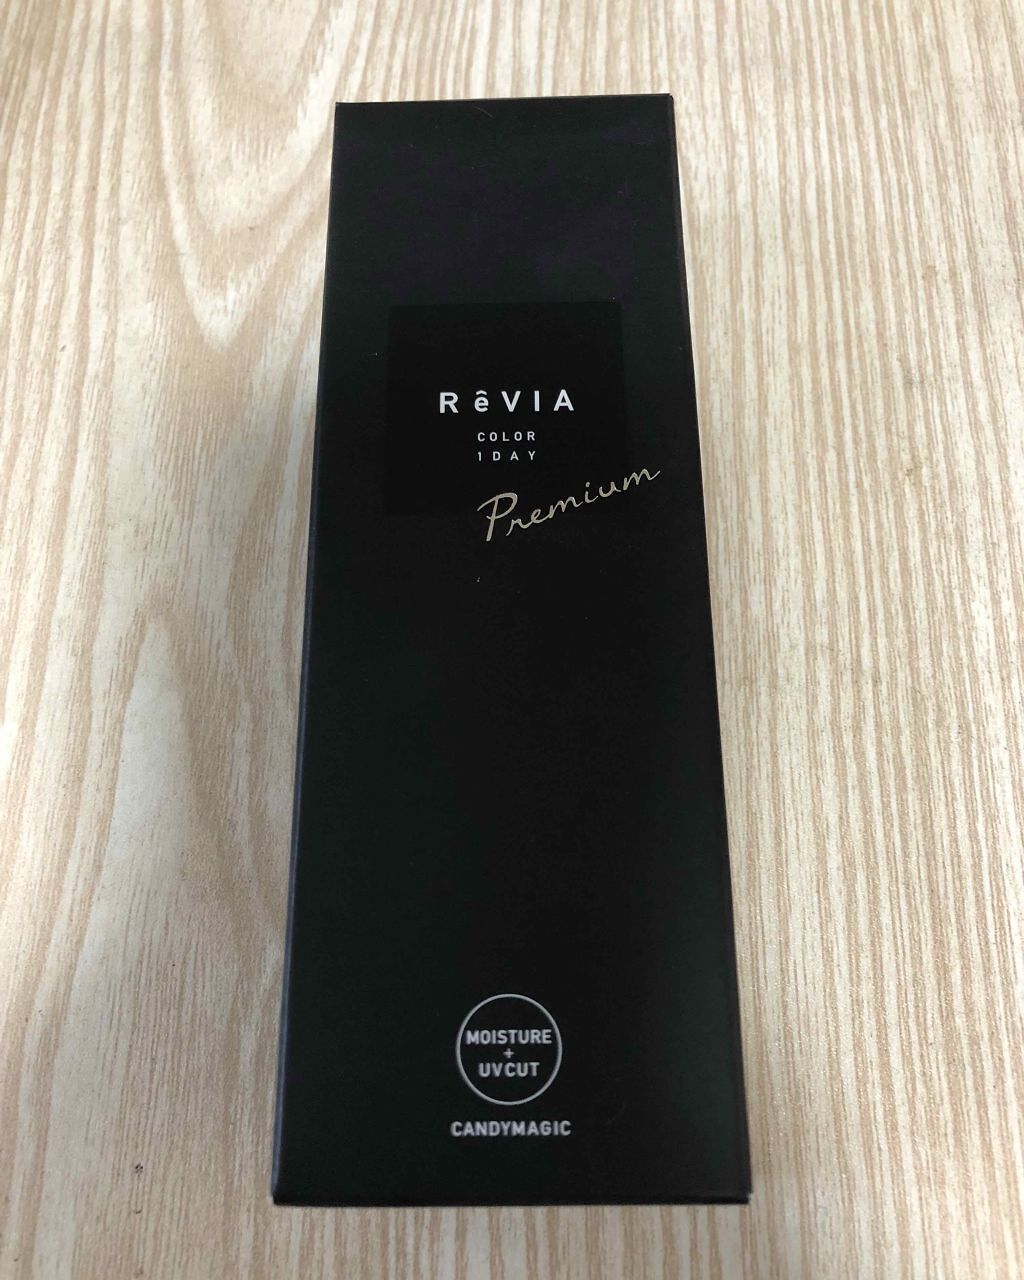 RêVIA
COLOR
1DAY
Premium
MOISTURE
+
UVCUT
CANDYMAGIC